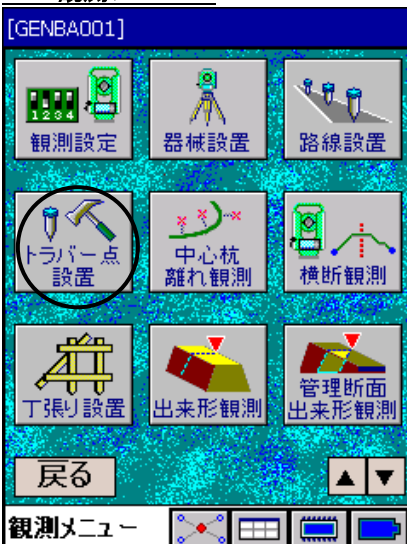 [GENBA001]
1234
観測設定
器械設置
路線設置
トラバー点
設置
中心杭
離れ観測
横断観測
丁張り設置
出来形観測
管理断面
出来形観測
戻る
▲ ▼
観測メニュー